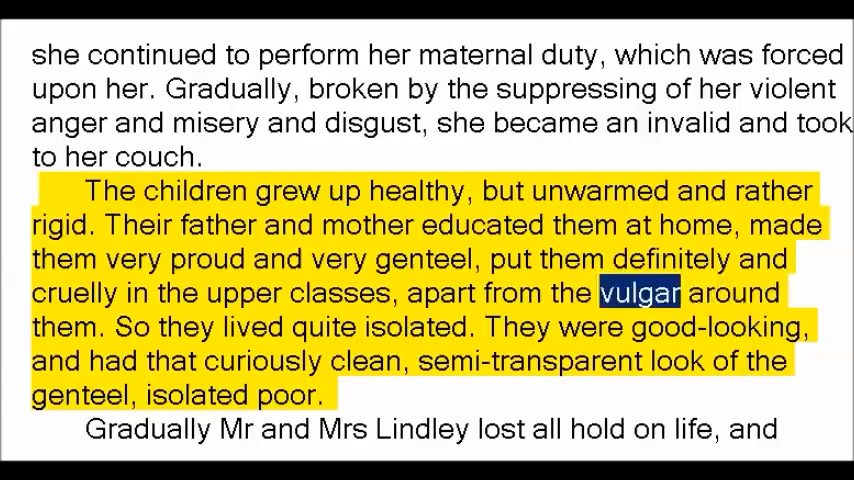 she continued to perform her maternal duty, which was forced
upon her. Gradually, broken by the suppressing of her violent
anger and misery and disgust, she became an invalid and took
to her couch.
The children grew up healthy, but unwarmed and rather
rigid. Their father and mother educated them at home, made
them very proud and very genteel, put them definitely and
cruelly in the upper classes, apart from the vulgar around
them. So they lived quite isolated. They were good-looking,
and had that curiously clean, semi-transparent look of the
genteel, isolated poor.
Gradually Mr and Mrs Lindley lost all hold on life, and